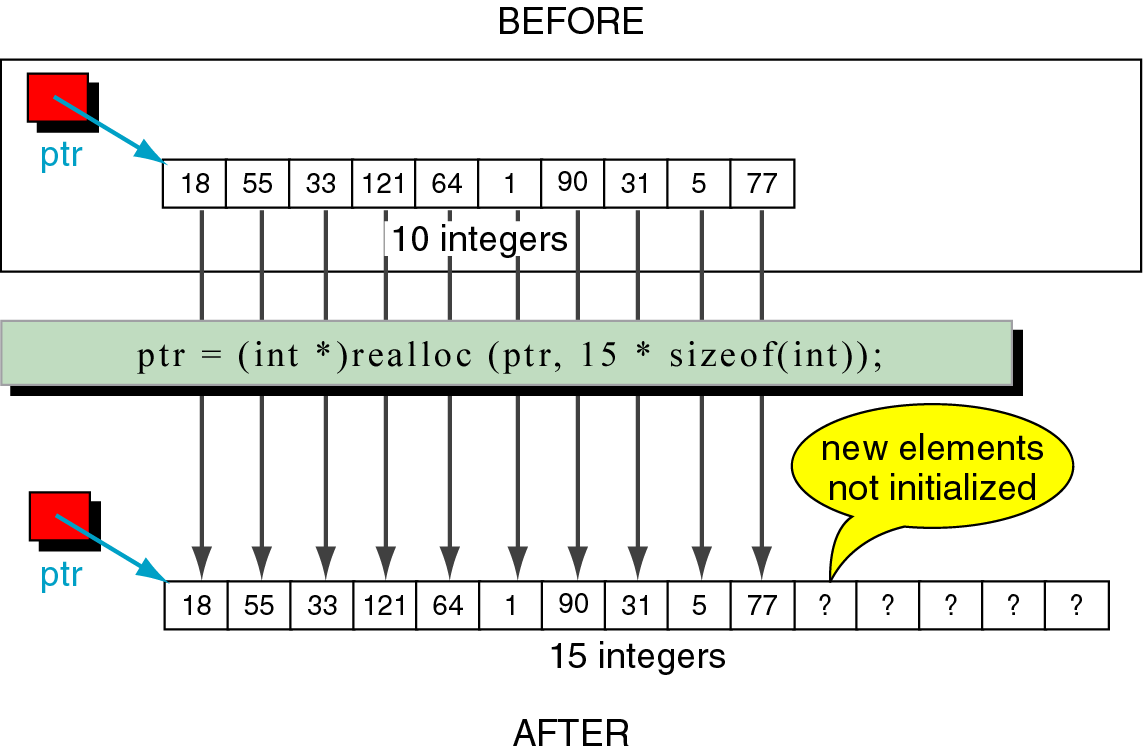 BEFORE
ptr
18 55 33 121 64 1 90 31 5 77
10 integers
ptr = (int *)realloc (ptr, 15 * sizeof(int));
new elements
not initialized
ptr
18 55 33 121 64 1 90 31 5 77 ? ? ? ? ?
15 integers
AFTER